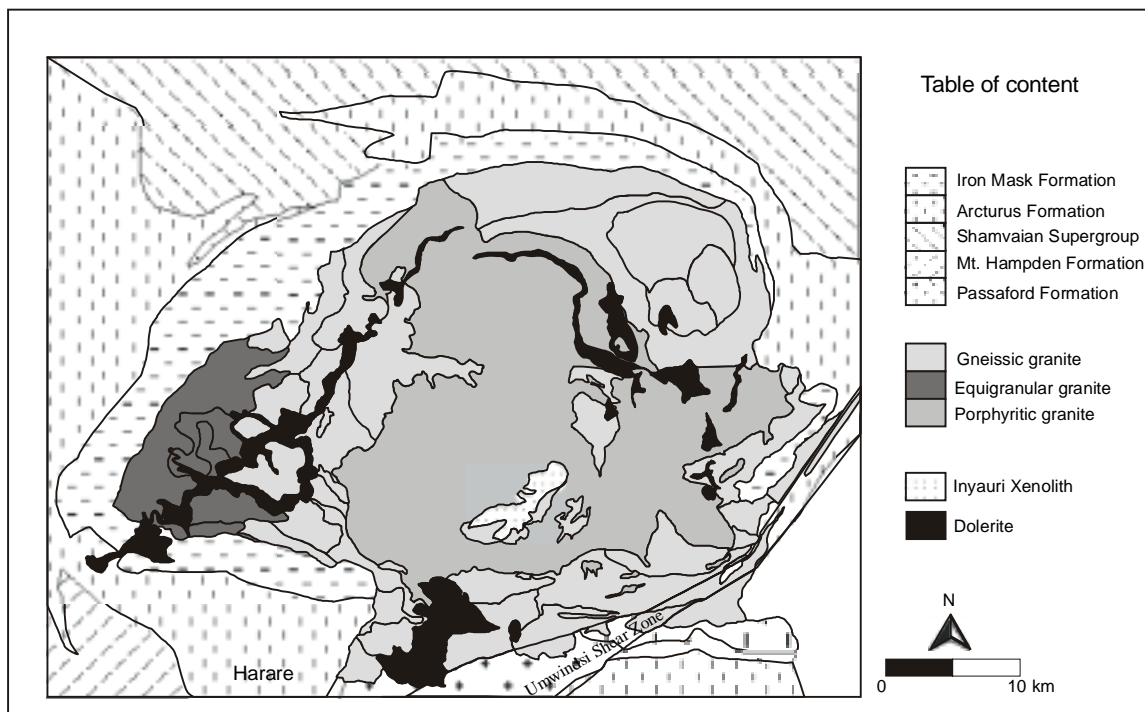 Table of content
Iron Mask Formation
Arcturus Formation
Shamvaian Supergroup
Mt. Hampden Formation
Passaford Formation
Gneissic granite
Equigranular granite
Porphyritic granite
Inyauri Xenolith
Dolerite
N
0 10 km
Harare
Umwindsi Shear Zone